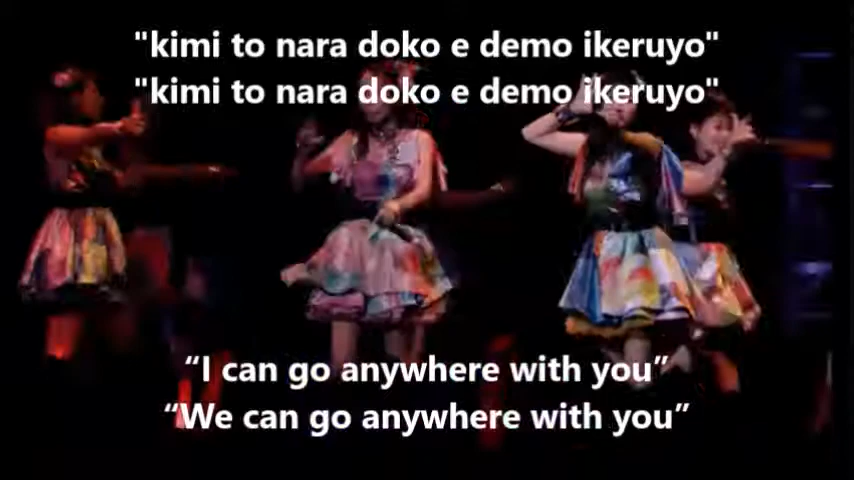 "kimi to nara doko e demo ikeruyo"
"kimi to nara doko e demo ikeruyo"
“I can go anywhere with you”
“We can go anywhere with you”